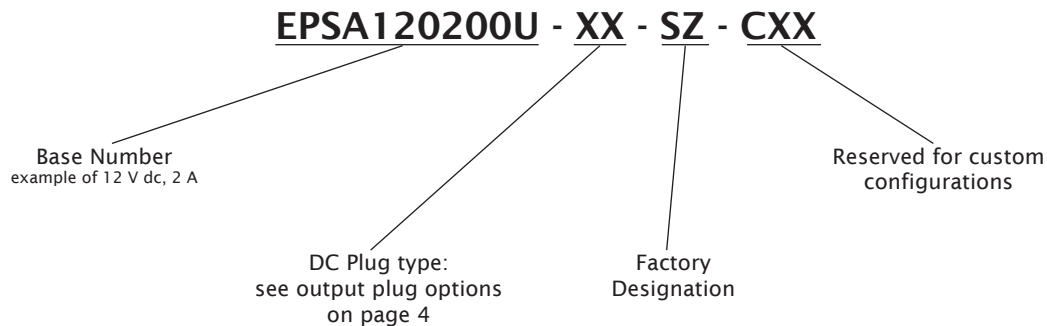 EPSA120200U - XX - SZ - CXX
Base Number
example of 12 V dc, 2 A
Reserved for custom
configurations
DC Plug type:
see output plug options
on page 4
Factory
Designation